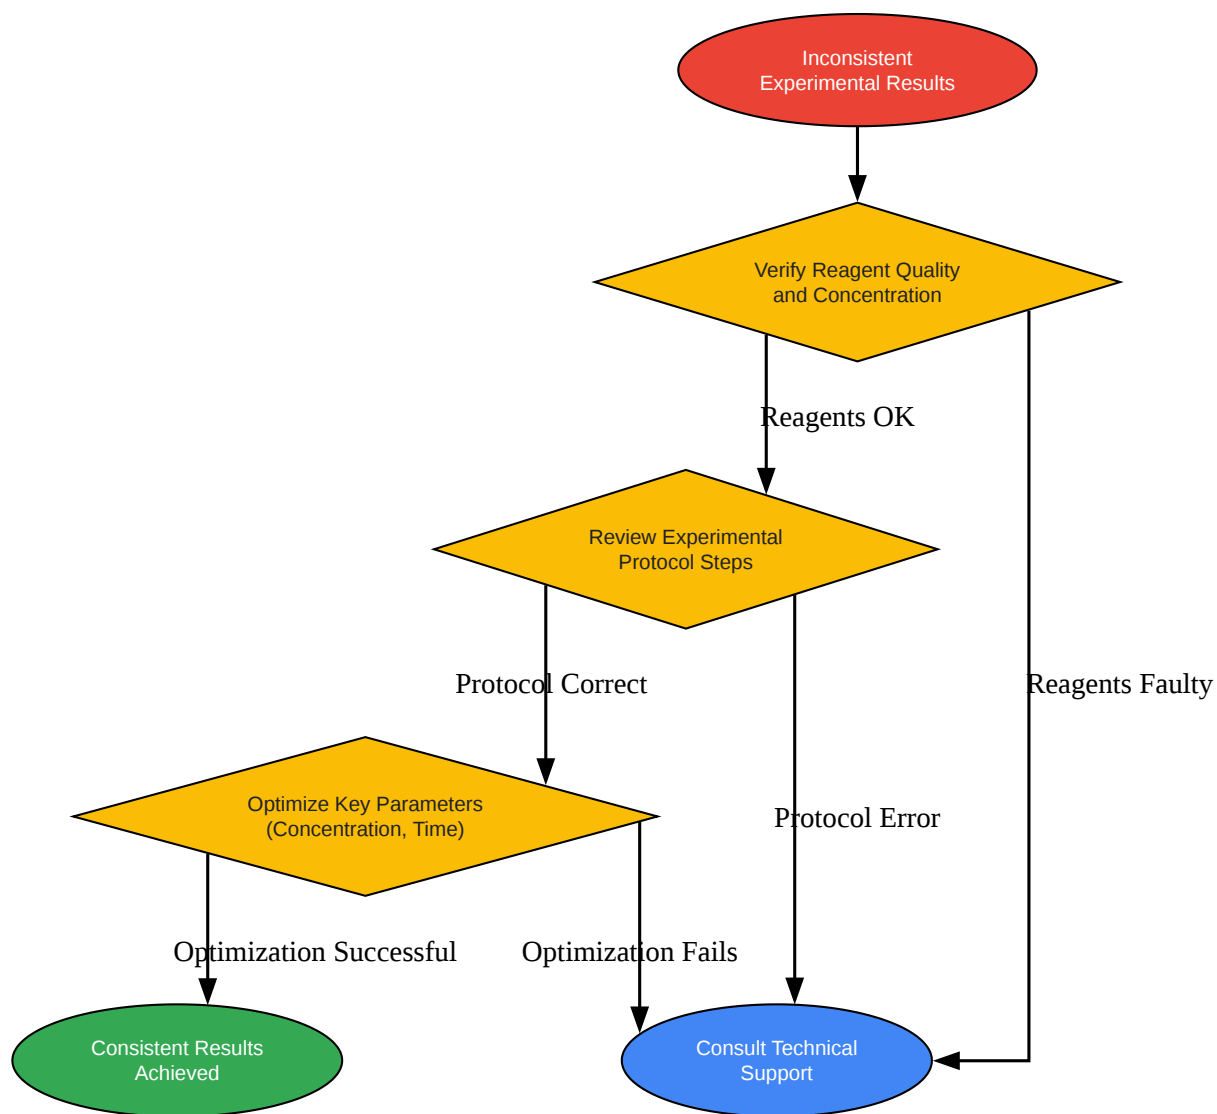 Inconsistent
Experimental Results
Verify Reagent Quality
and Concentration
Reagents OK
Review Experimental
Protocol Steps
Protocol Correct
Reagents Faulty
Optimize Key Parameters
(Concentration, Time)
Protocol Error
Optimization Successful
Optimization Fails
Consistent Results
Achieved
Consult Technical
Support